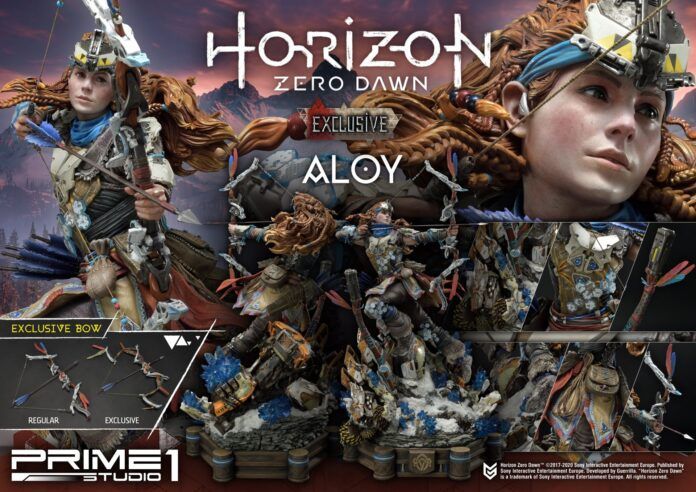 HORIZON
ZERO DAWN
EXCLUSIVE
ALOY
EXCLUSIVE BOW
REGULAR
EXCLUSIVE
PRIME 1
STUDIO
Horizon Zero Dawn™ ©2017-2020 Sony Interactive Entertainment Europe. Published by
Sony Interactive Entertainment Europe. Developed by Guerrilla. "Horizon Zero Dawn"
is a trademark of Sony Interactive Entertainment Europe. All rights reserved.